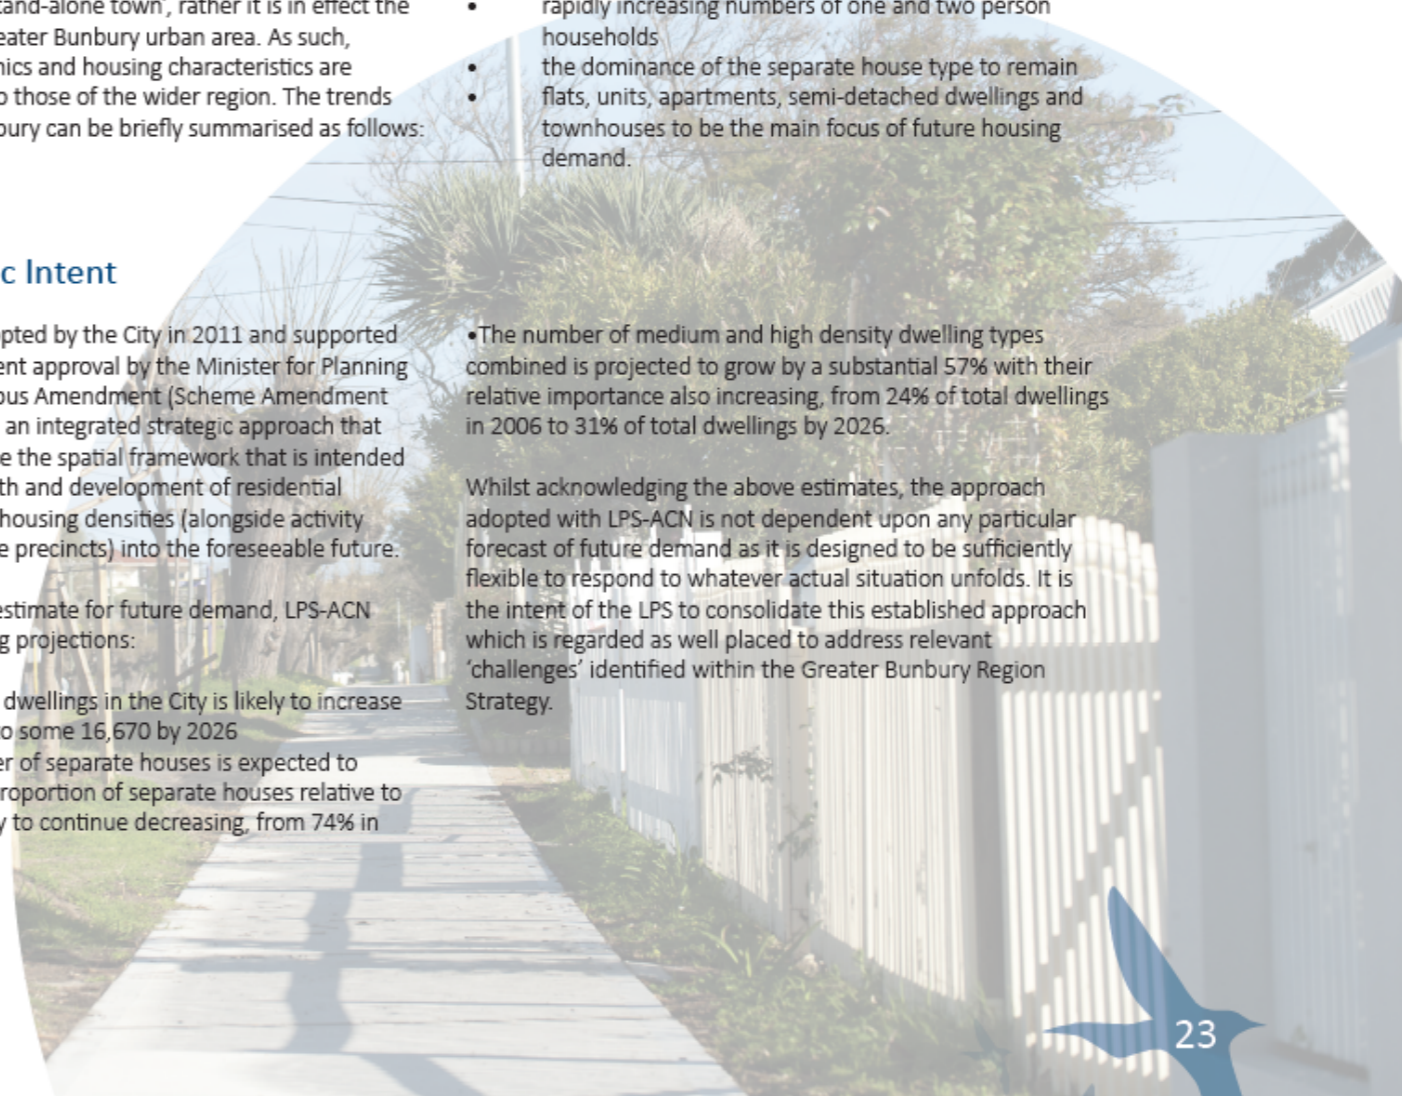 tand-alone town', rather it is in effect the
eater Bunbury urban area. As such,
nics and housing characteristics are
o those of the wider region. The trends
bury can be briefly summarised as follows:
• rapidly increasing numbers of one and two person
households
• the dominance of the separate house type to remain
• flats, units, apartments, semi-detached dwellings and
townhouses to be the main focus of future housing
demand.
c Intent
opted by the City in 2011 and supported
ent approval by the Minister for Planning
ous Amendment (Scheme Amendment
an integrated strategic approach that
e the spatial framework that is intended
th and development of residential
housing densities (alongside activity
e precincts) into the foreseeable future.
estimate for future demand, LPS-ACN
g projections:
dwellings in the City is likely to increase
o some 16,670 by 2026
er of separate houses is expected to
roportion of separate houses relative to
y to continue decreasing, from 74% in
•The number of medium and high density dwelling types
combined is projected to grow by a substantial 57% with their
relative importance also increasing, from 24% of total dwellings
in 2006 to 31% of total dwellings by 2026.
Whilst acknowledging the above estimates, the approach
adopted with LPS-ACN is not dependent upon any particular
forecast of future demand as it is designed to be sufficiently
flexible to respond to whatever actual situation unfolds. It is
the intent of the LPS to consolidate this established approach
which is regarded as well placed to address relevant
‘challenges’ identified within the Greater Bunbury Region
Strategy.
23